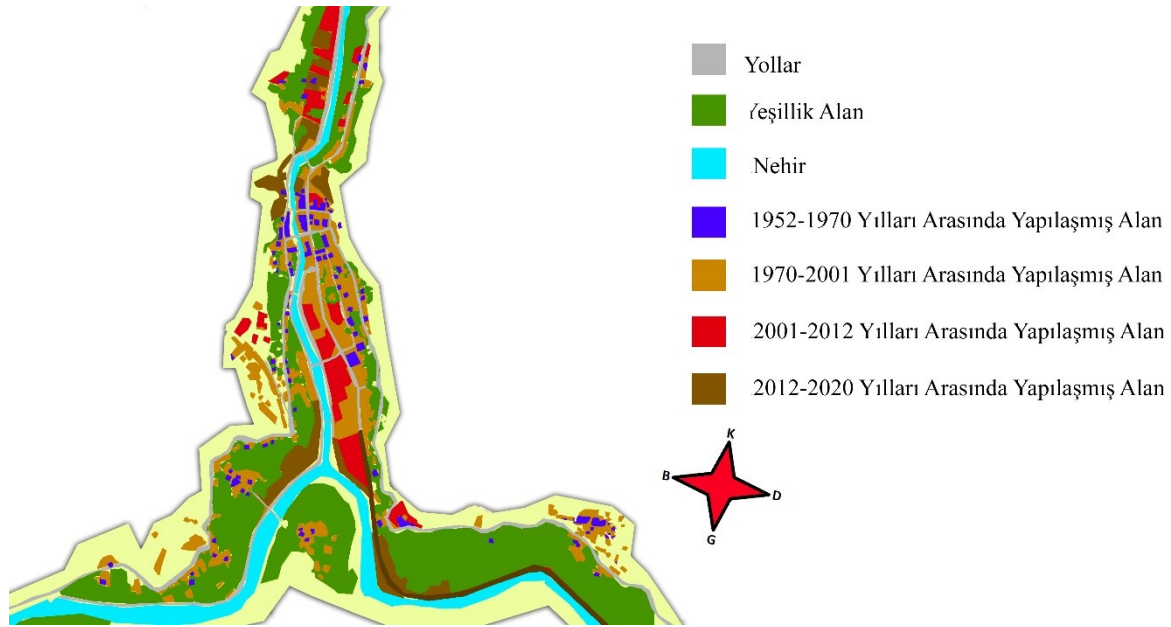 Yollar
Yeşillik Alan
Nehir
1952-1970 Yılları Arasında Yapılaşmış Alan
1970-2001 Yılları Arasında Yapılaşmış Alan
2001-2012 Yılları Arasında Yapılaşmış Alan
2012-2020 Yılları Arasında Yapılaşmış Alan
K
B
D
G